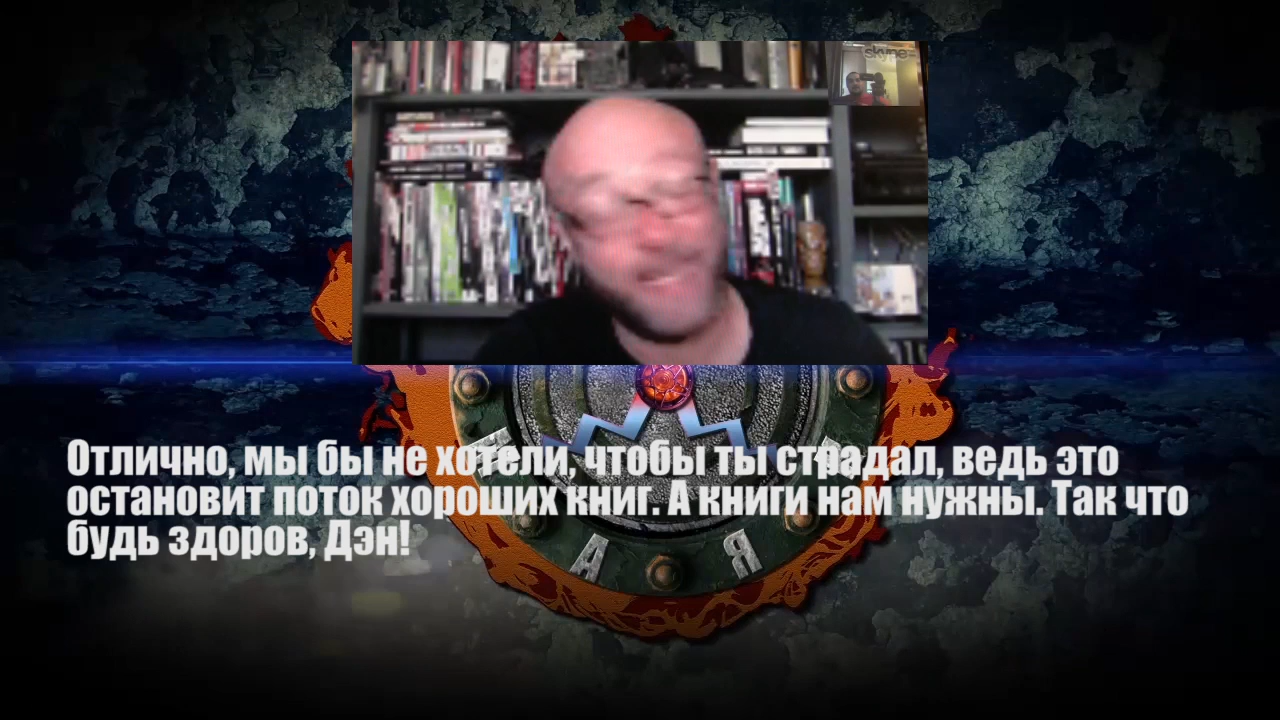 skype
Отлично, мы бы не хотели, чтобы ты страдал, ведь это
остановит поток хороших книг. А книги нам нужны. Так что
будь здоров, Дэн!
А Я